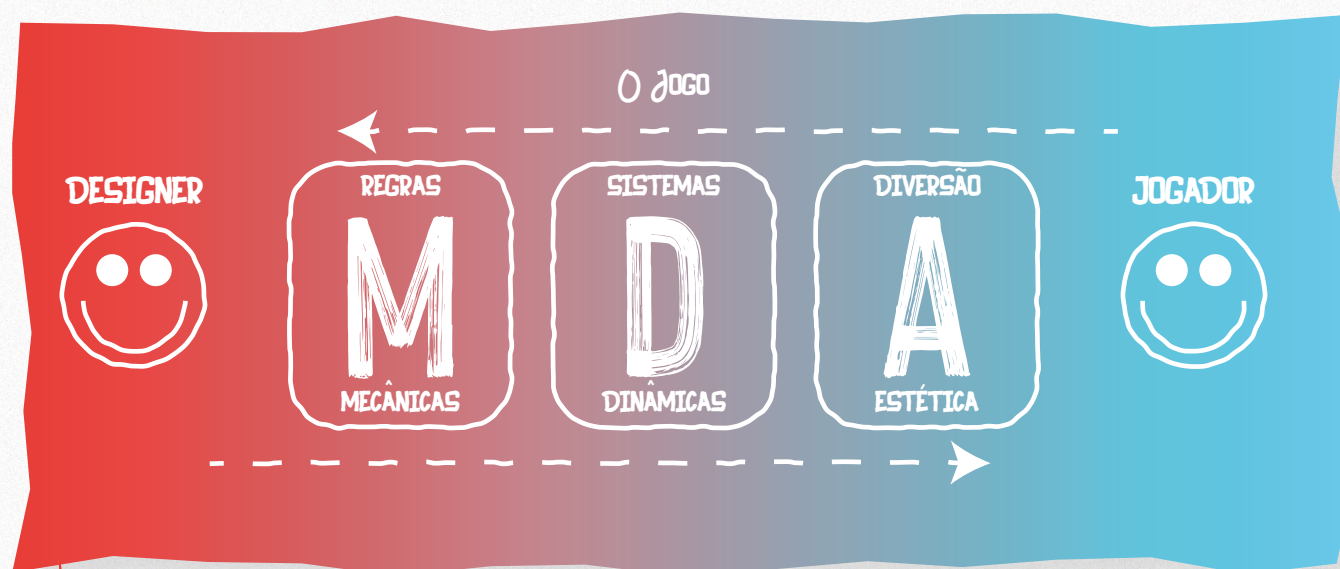 O JOGO
DESIGNER
REGRAS
M
MECÂNICAS
SISTEMAS
D
DINÂMICAS
DIVERSÃO
A
ESTÉTICA
JOGADOR